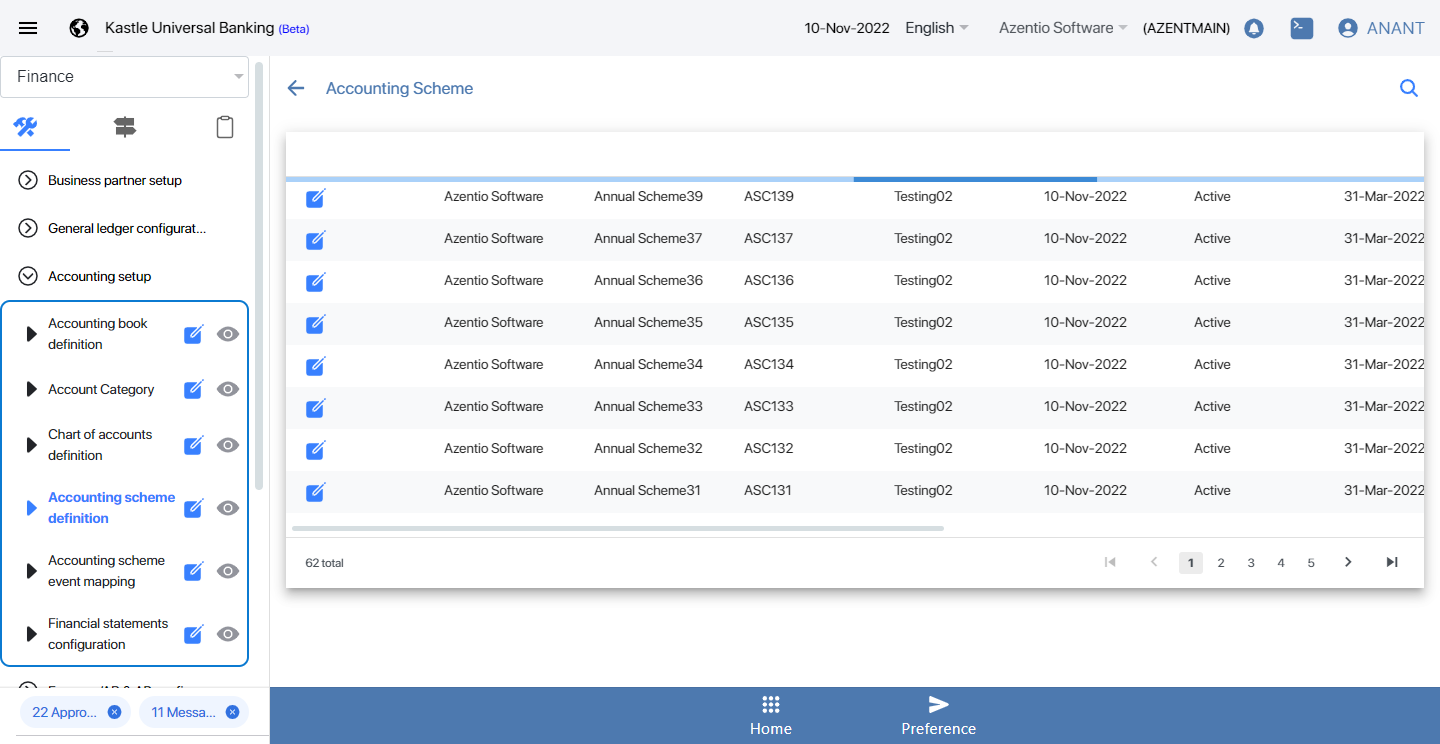 Kastle Universal Banking (Beta)
10-Nov-2022 English Azentio Software (AZENTMAIN) ANANT
Finance
Business partner setup
General ledger configurat...
Accounting setup
Accounting book
definition
Account Category
Chart of accounts
definition
Accounting scheme
definition
Accounting scheme
event mapping
Financial statements
configuration
22 Appro...
11 Messa...
Accounting Scheme
Azentio Software Annual Scheme39 ASC139 Testing02 10-Nov-2022 Active 31-Mar-2022
Azentio Software Annual Scheme37 ASC137 Testing02 10-Nov-2022 Active 31-Mar-2022
Azentio Software Annual Scheme36 ASC136 Testing02 10-Nov-2022 Active 31-Mar-2022
Azentio Software Annual Scheme35 ASC135 Testing02 10-Nov-2022 Active 31-Mar-2022
Azentio Software Annual Scheme34 ASC134 Testing02 10-Nov-2022 Active 31-Mar-2022
Azentio Software Annual Scheme33 ASC133 Testing02 10-Nov-2022 Active 31-Mar-2022
Azentio Software Annual Scheme32 ASC132 Testing02 10-Nov-2022 Active 31-Mar-2022
Azentio Software Annual Scheme31 ASC131 Testing02 10-Nov-2022 Active 31-Mar-2022
62 total
1 2 3 4 5
Home
Preference